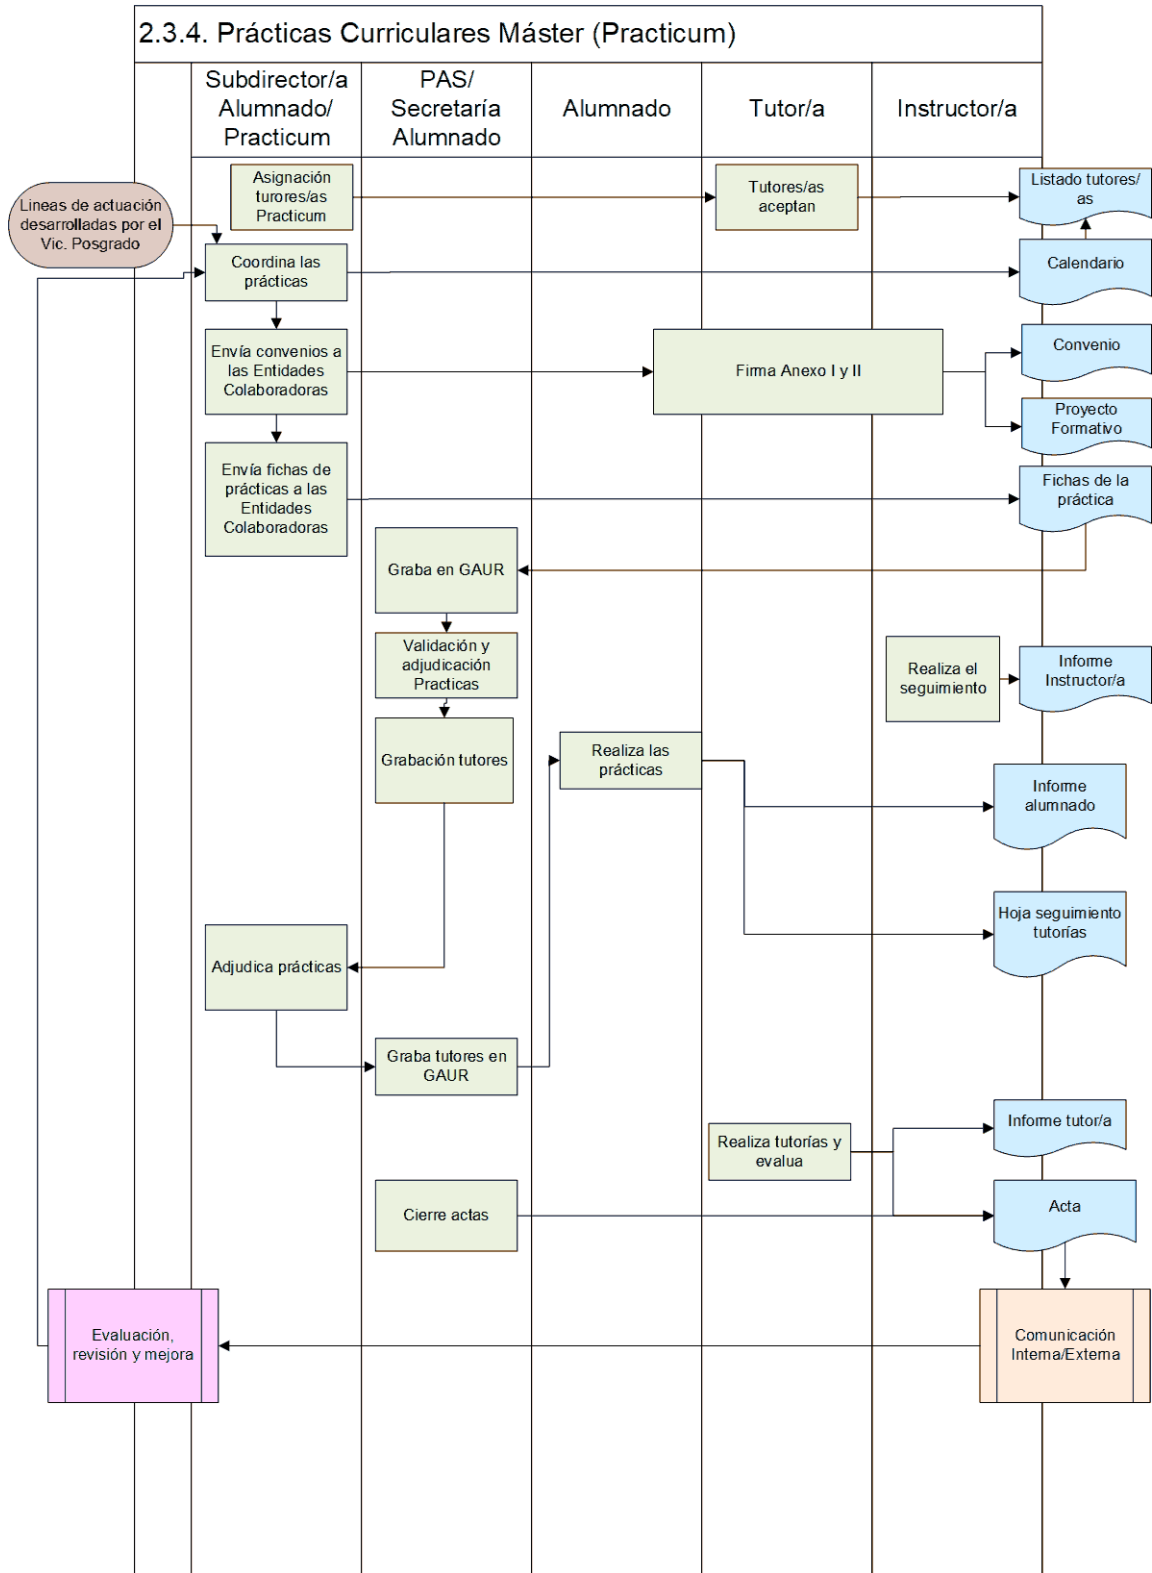 2.3.4. Prácticas Curriculares Máster (Practicum)
Subdirector/a
Alumnado/
Practicum
PAS/
Secretaría
Alumnado
Alumnado
Tutor/a
Instructor/a
Lineas de actuación
desarrolladas por el
Vic. Posgrado
Asignación
turores/as
Practicum
Tutores/as
aceptan
Listado tutores/
as
Coordina las
prácticas
Calendario
Envía convenios a
las Entidades
Colaboradoras
Firma Anexo I y II
Convenio
Proyecto
Formativo
Envía fichas de
prácticas a las
Entidades
Colaboradoras
Fichas de la
práctica
Graba en GAUR
Validación y
adjudicación
Practicas
Realiza el
seguimiento
Informe
Instructor/a
Grabación tutores
Realiza las
prácticas
Informe
alumnado
Hoja seguimiento
tutorías
Adjudica prácticas
Graba tutores en
GAUR
Realiza tutorías y
evalua
Informe tutor/a
Cierre actas
Acta
Evaluación,
revisión y mejora
Comunicación
Interna/Externa